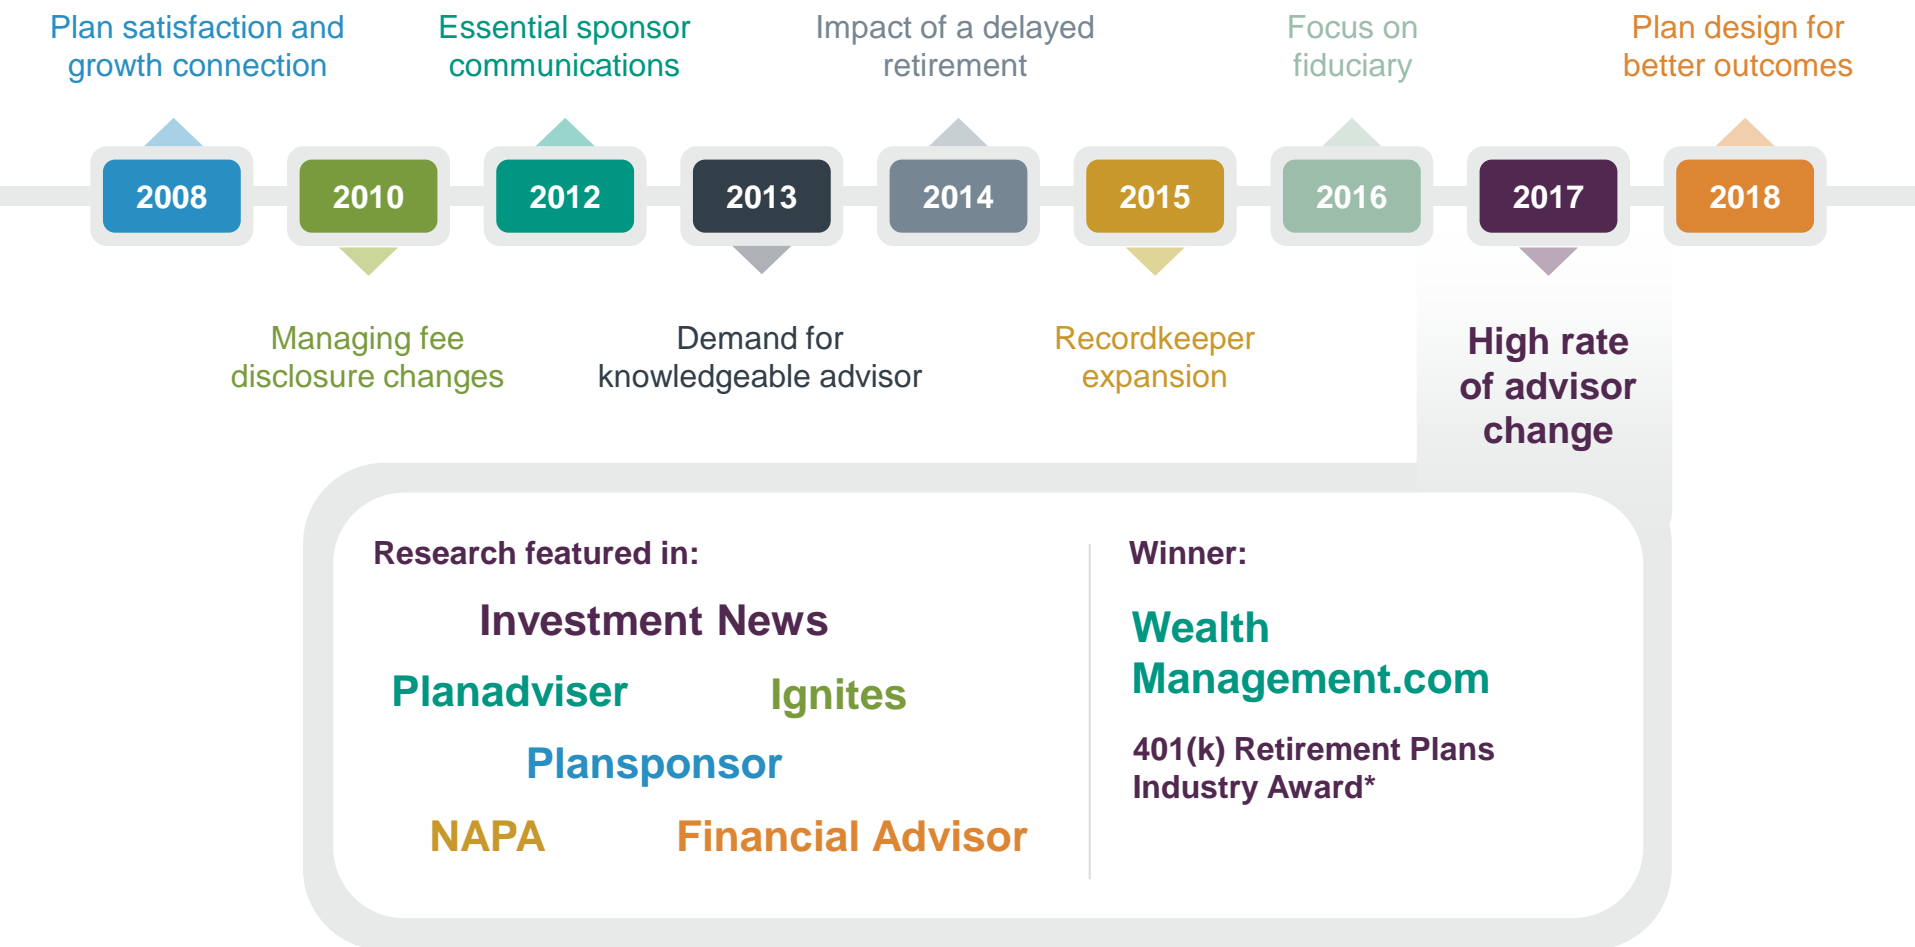 Plan satisfaction and
growth connection
Essential sponsor
communications
Impact of a delayed
retirement
Focus on
fiduciary
Plan design for
better outcomes
2008
2010
2012
2013
2014
2015
2016
2017
2018
Managing fee
disclosure changes
Demand for
knowledgeable advisor
Recordkeeper
expansion
High rate
of advisor
change
Research featured in:
Investment News
Planadviser
Ignites
Plansponsor
NAPA
Financial Advisor
Winner:
Wealth
Management.com
401(k) Retirement Plans
Industry Award*